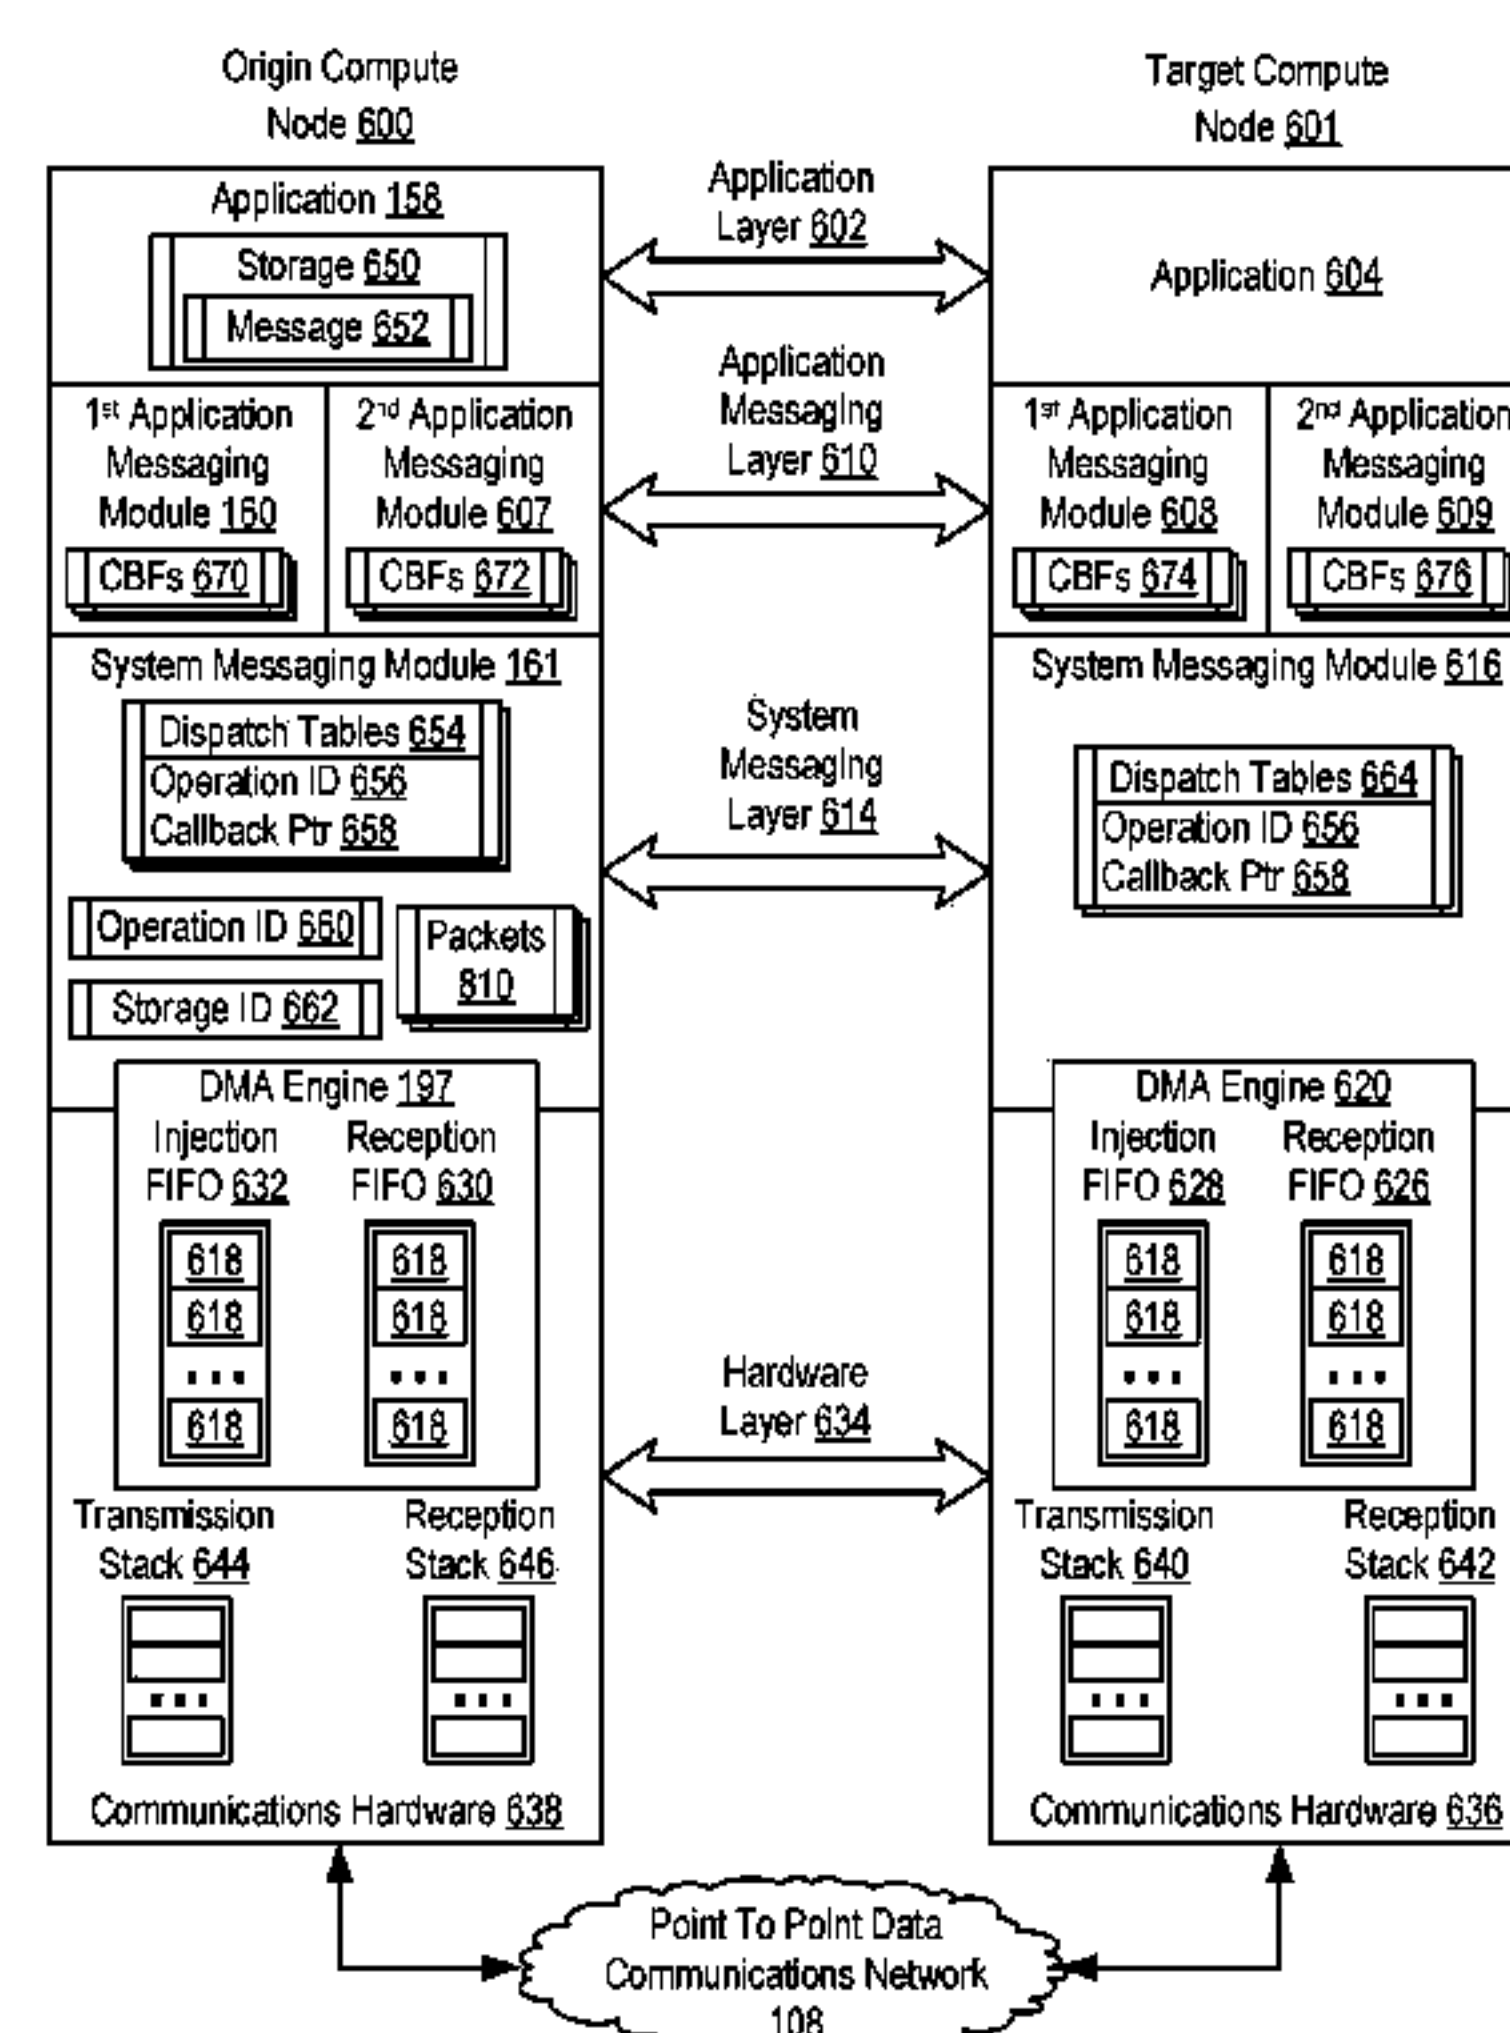 Origin Compute
Node 600
Application 158
Storage 650
Message 652
1st Application
Messaging
Module 160
CBFs 670
2nd Application
Messaging
Module 607
CBFs 672
System Messaging Module 161
Dispatch Tables 654
Operation ID 656
Callback Ptr 658
Operation ID 660
Storage ID 662
Packets
810
DMA Engine 197
Injection
FIFO 632
618
618
...
618
Reception
FIFO 630
618
618
...
618
Transmission
Stack 644
...
Reception
Stack 646
...
Communications Hardware 638
Application
Layer 602
Application
Messaging
Layer 610
System
Messaging
Layer 614
Hardware
Layer 634
Target Compute
Node 601
Application 604
1st Application
Messaging
Module 608
CBFs 674
2nd Application
Messaging
Module 609
CBFs 676
System Messaging Module 616
Dispatch Tables 664
Operation ID 656
Callback Ptr 658
DMA Engine 620
Injection
FIFO 628
618
618
...
618
Reception
FIFO 626
618
618
...
618
Transmission
Stack 640
...
Reception
Stack 642
...
Communications Hardware 636
Point To Point Data
Communications Network
108